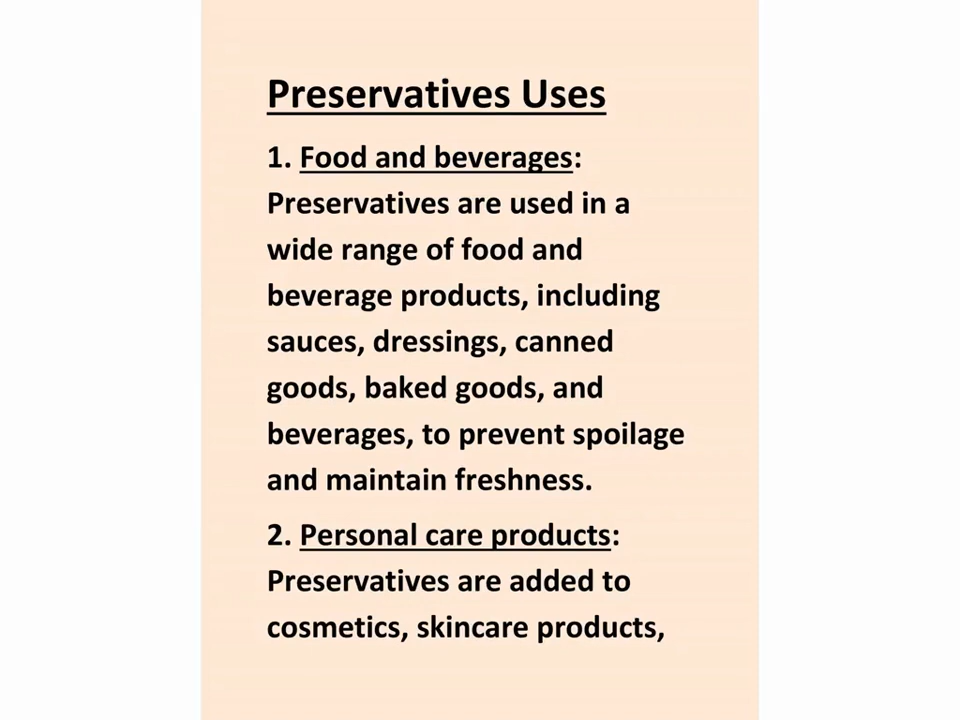 Preservatives Uses
1. Food and beverages:
Preservatives are used in a
wide range of food and
beverage products, including
sauces, dressings, canned
goods, baked goods, and
beverages, to prevent spoilage
and maintain freshness.
2. Personal care products:
Preservatives are added to
cosmetics, skincare products,